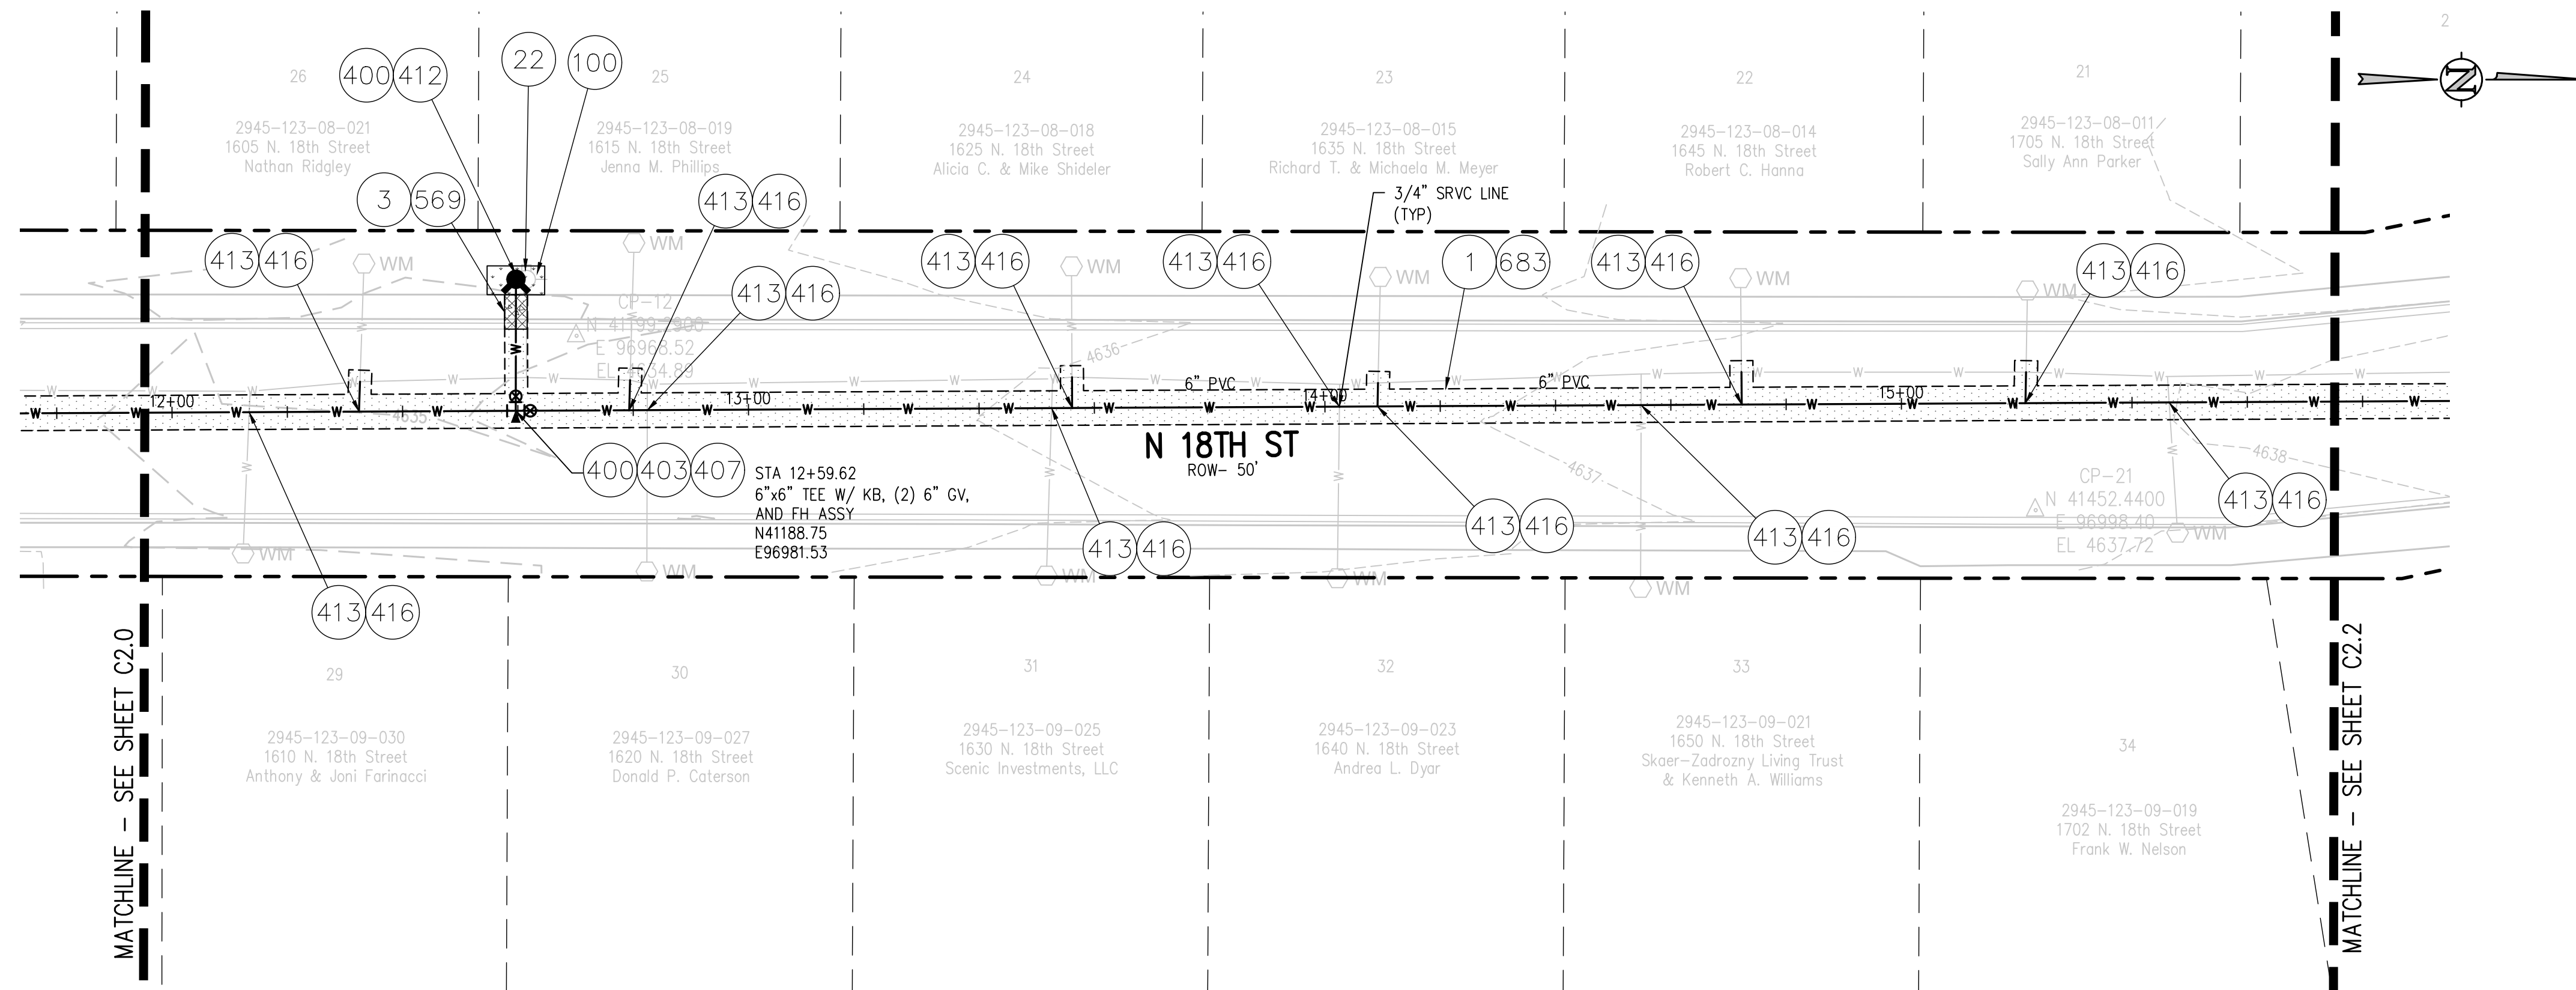 2
26
400 412
22
100
25
24
23
22
21
N
2945-123-08-021
1605 N. 18th Street
Nathan Ridgley
2945-123-08-019
1615 N. 18th Street
Jenna M. Phillips
2945-123-08-018
1625 N. 18th Street
Alicia C. & Mike Shideler
2945-123-08-015
1635 N. 18th Street
Richard T. & Michaela M. Meyer
2945-123-08-014
1645 N. 18th Street
Robert C. Hanna
2945-123-08-011
1705 N. 18th Street
Sally Ann Parker
3 569
413 416
3/4" SRVC LINE
(TYP)
413 416
WM
WM
413 416
413 416
WM
413 416
WM
1 683
413 416
WM
WM
413 416
CP-12
N 41199.2900
E 96968.52
EL 4634.89
4636
6" PVC
6" PVC
12+00
13+00
14+00
15+00
W W W W W W W W W W W W W W W W W W W W W W W W
4635
N 18TH ST
ROW- 50'
400 403 407
STA 12+59.62
6"x6" TEE W/ KB, (2) 6" GV,
AND FH ASSY
N41188.75
E96981.53
4637
4638
CP-21
N 41452.4400
E 96998.40
EL 4637.72
413 416
413 416
413 416
413 416
WM
WM
WM
WM
WM
WM
413 416
MATCHLINE - SEE SHEET C2.0
MATCHLINE - SEE SHEET C2.2
29
30
31
32
33
34
2945-123-09-030
1610 N. 18th Street
Anthony & Joni Farinacci
2945-123-09-027
1620 N. 18th Street
Donald P. Caterson
2945-123-09-025
1630 N. 18th Street
Scenic Investments, LLC
2945-123-09-023
1640 N. 18th Street
Andrea L. Dyar
2945-123-09-021
1650 N. 18th Street
Skaer-Zadrozny Living Trust
& Kenneth A. Williams
2945-123-09-019
1702 N. 18th Street
Frank W. Nelson